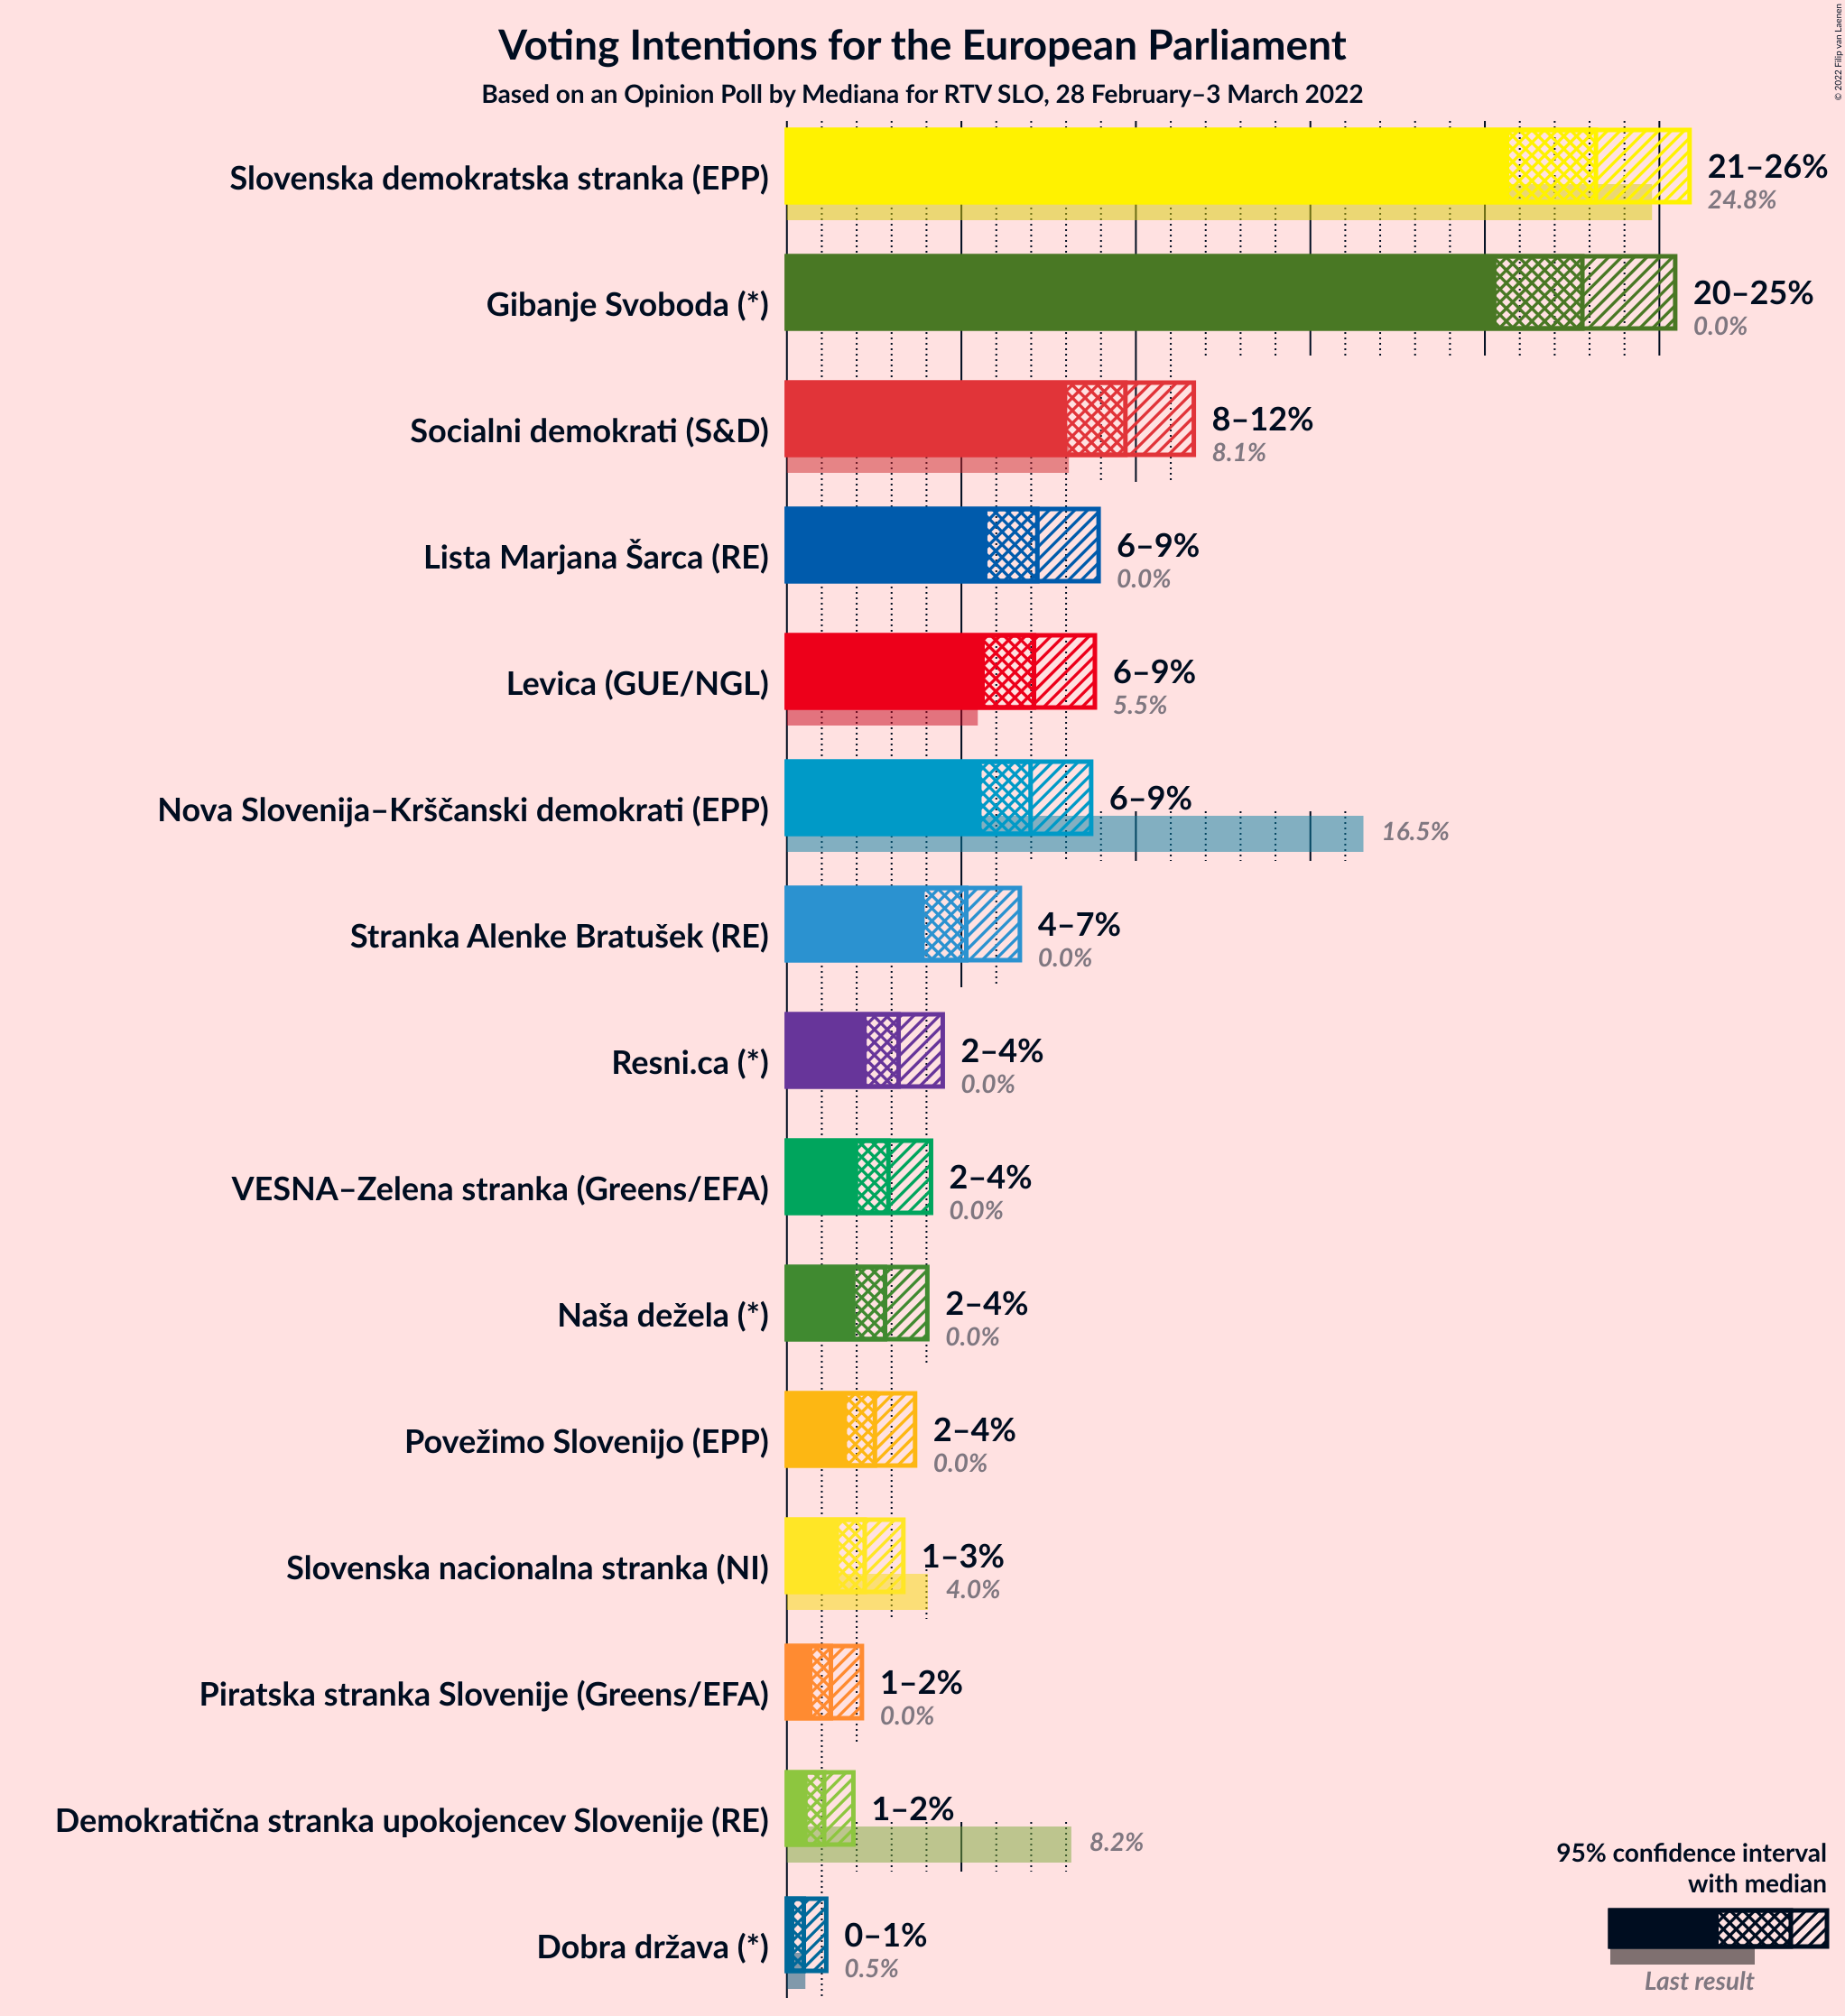 Voting Intentions for the European Parliament
Based on an Opinion Poll by Mediana for RTV SLO, 28 February–3 March 2022
© 2022 Filip van Laenen
Slovenska demokratska stranka (EPP)
21–26%
24.8%
Gibanje Svoboda (*)
20–25%
0.0%
Socialni demokrati (S&D)
8–12%
8.1%
Lista Marjana Šarca (RE)
6–9%
0.0%
Levica (GUE/NGL)
6–9%
5.5%
Nova Slovenija–Krščanski demokrati (EPP)
6–9%
16.5%
Stranka Alenke Bratušek (RE)
4–7%
0.0%
Resni.ca (*)
2–4%
0.0%
VESNA–Zelena stranka (Greens/EFA)
2–4%
0.0%
Naša dežela (*)
2–4%
0.0%
Povežimo Slovenijo (EPP)
2–4%
0.0%
Slovenska nacionalna stranka (NI)
1–3%
4.0%
Piratska stranka Slovenije (Greens/EFA)
1–2%
0.0%
Demokratična stranka upokojencev Slovenije (RE)
1–2%
8.2%
Dobra država (*)
0–1%
0.5%
95% confidence interval
with median
Last result